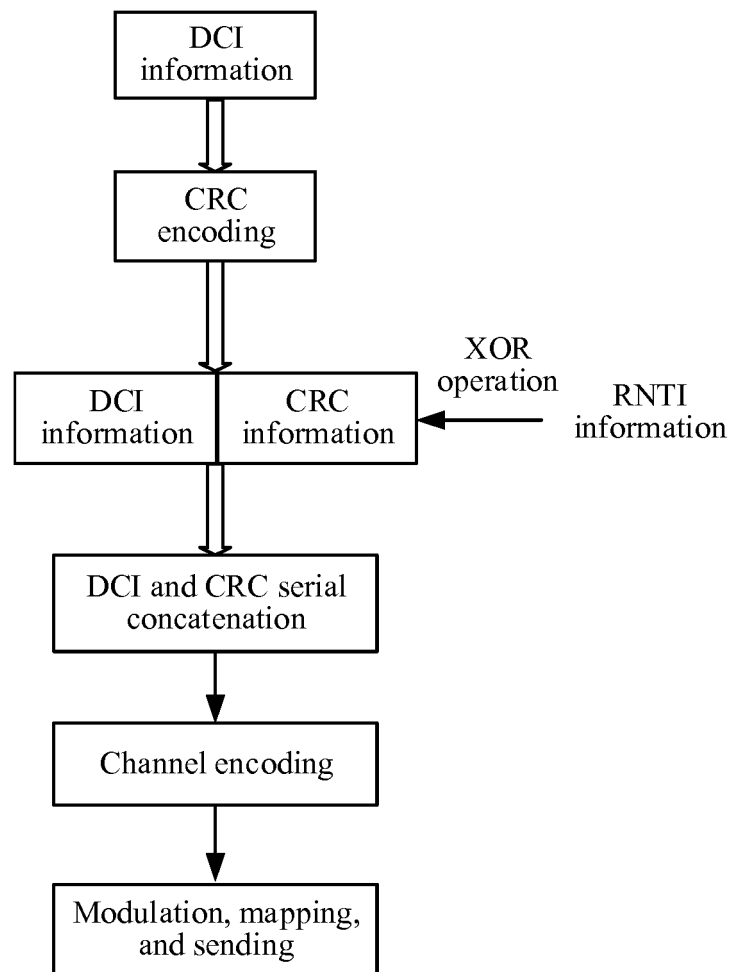 DCI
information
CRC
encoding
XOR
operation
DCI
information
CRC
information
RNTI
information
DCI and CRC serial
concatenation
Channel encoding
Modulation, mapping,
and sending